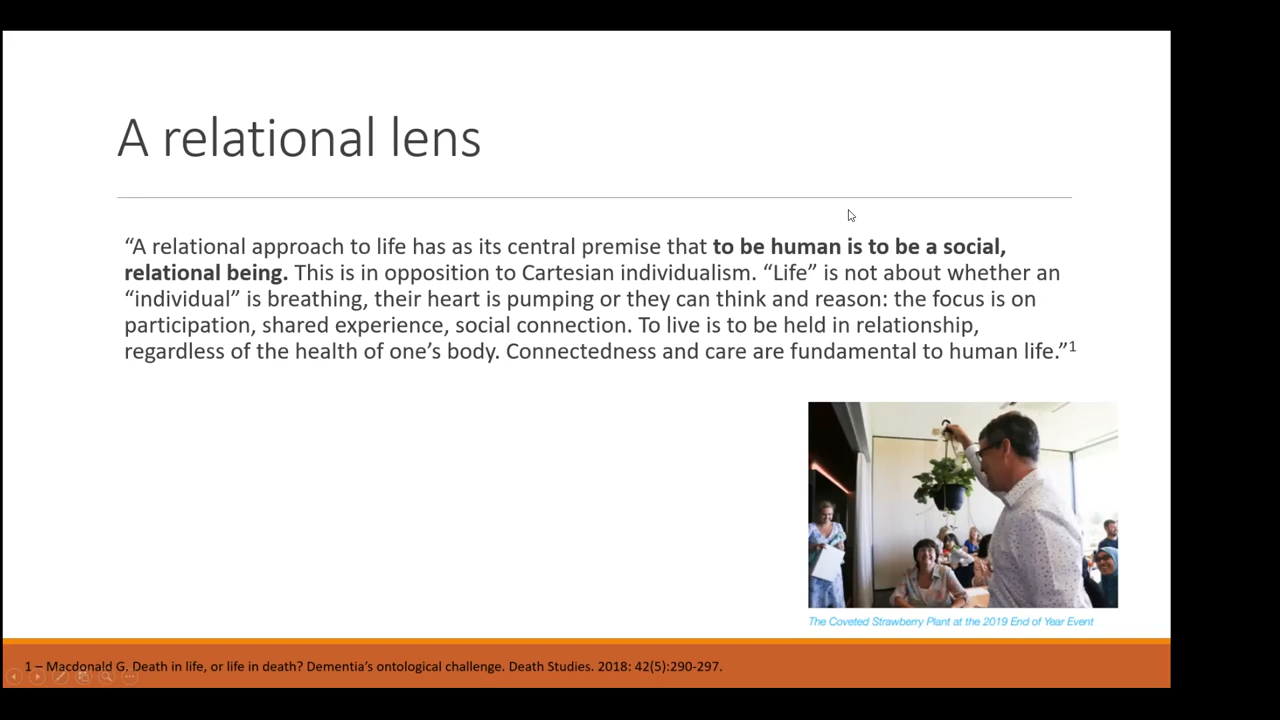 A relational lens
“A relational approach to life has as its central premise that to be human is to be a social,
relational being. This is in opposition to Cartesian individualism. “Life” is not about whether an
“individual” is breathing, their heart is pumping or they can think and reason: the focus is on
participation, shared experience, social connection. To live is to be held in relationship,
regardless of the health of one’s body. Connectedness and care are fundamental to human life.”1
The Coveted Strawberry Plant at the 2019 End of Year Event
1 – Macdonald G. Death in life, or life in death? Dementia’s ontological challenge. Death Studies. 2018: 42(5):290-297.